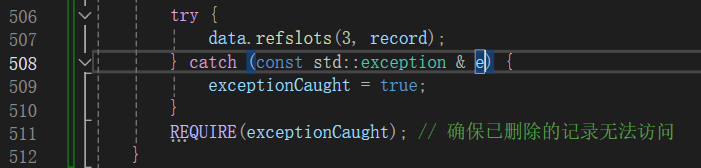 506 try {
507 data.refslots(3, record);
508 } catch (const std::exception & e) {
509 exceptionCaught = true;
510 }
511 REQUIRE(exceptionCaught); // 确保已删除的记录无法访问
512 }